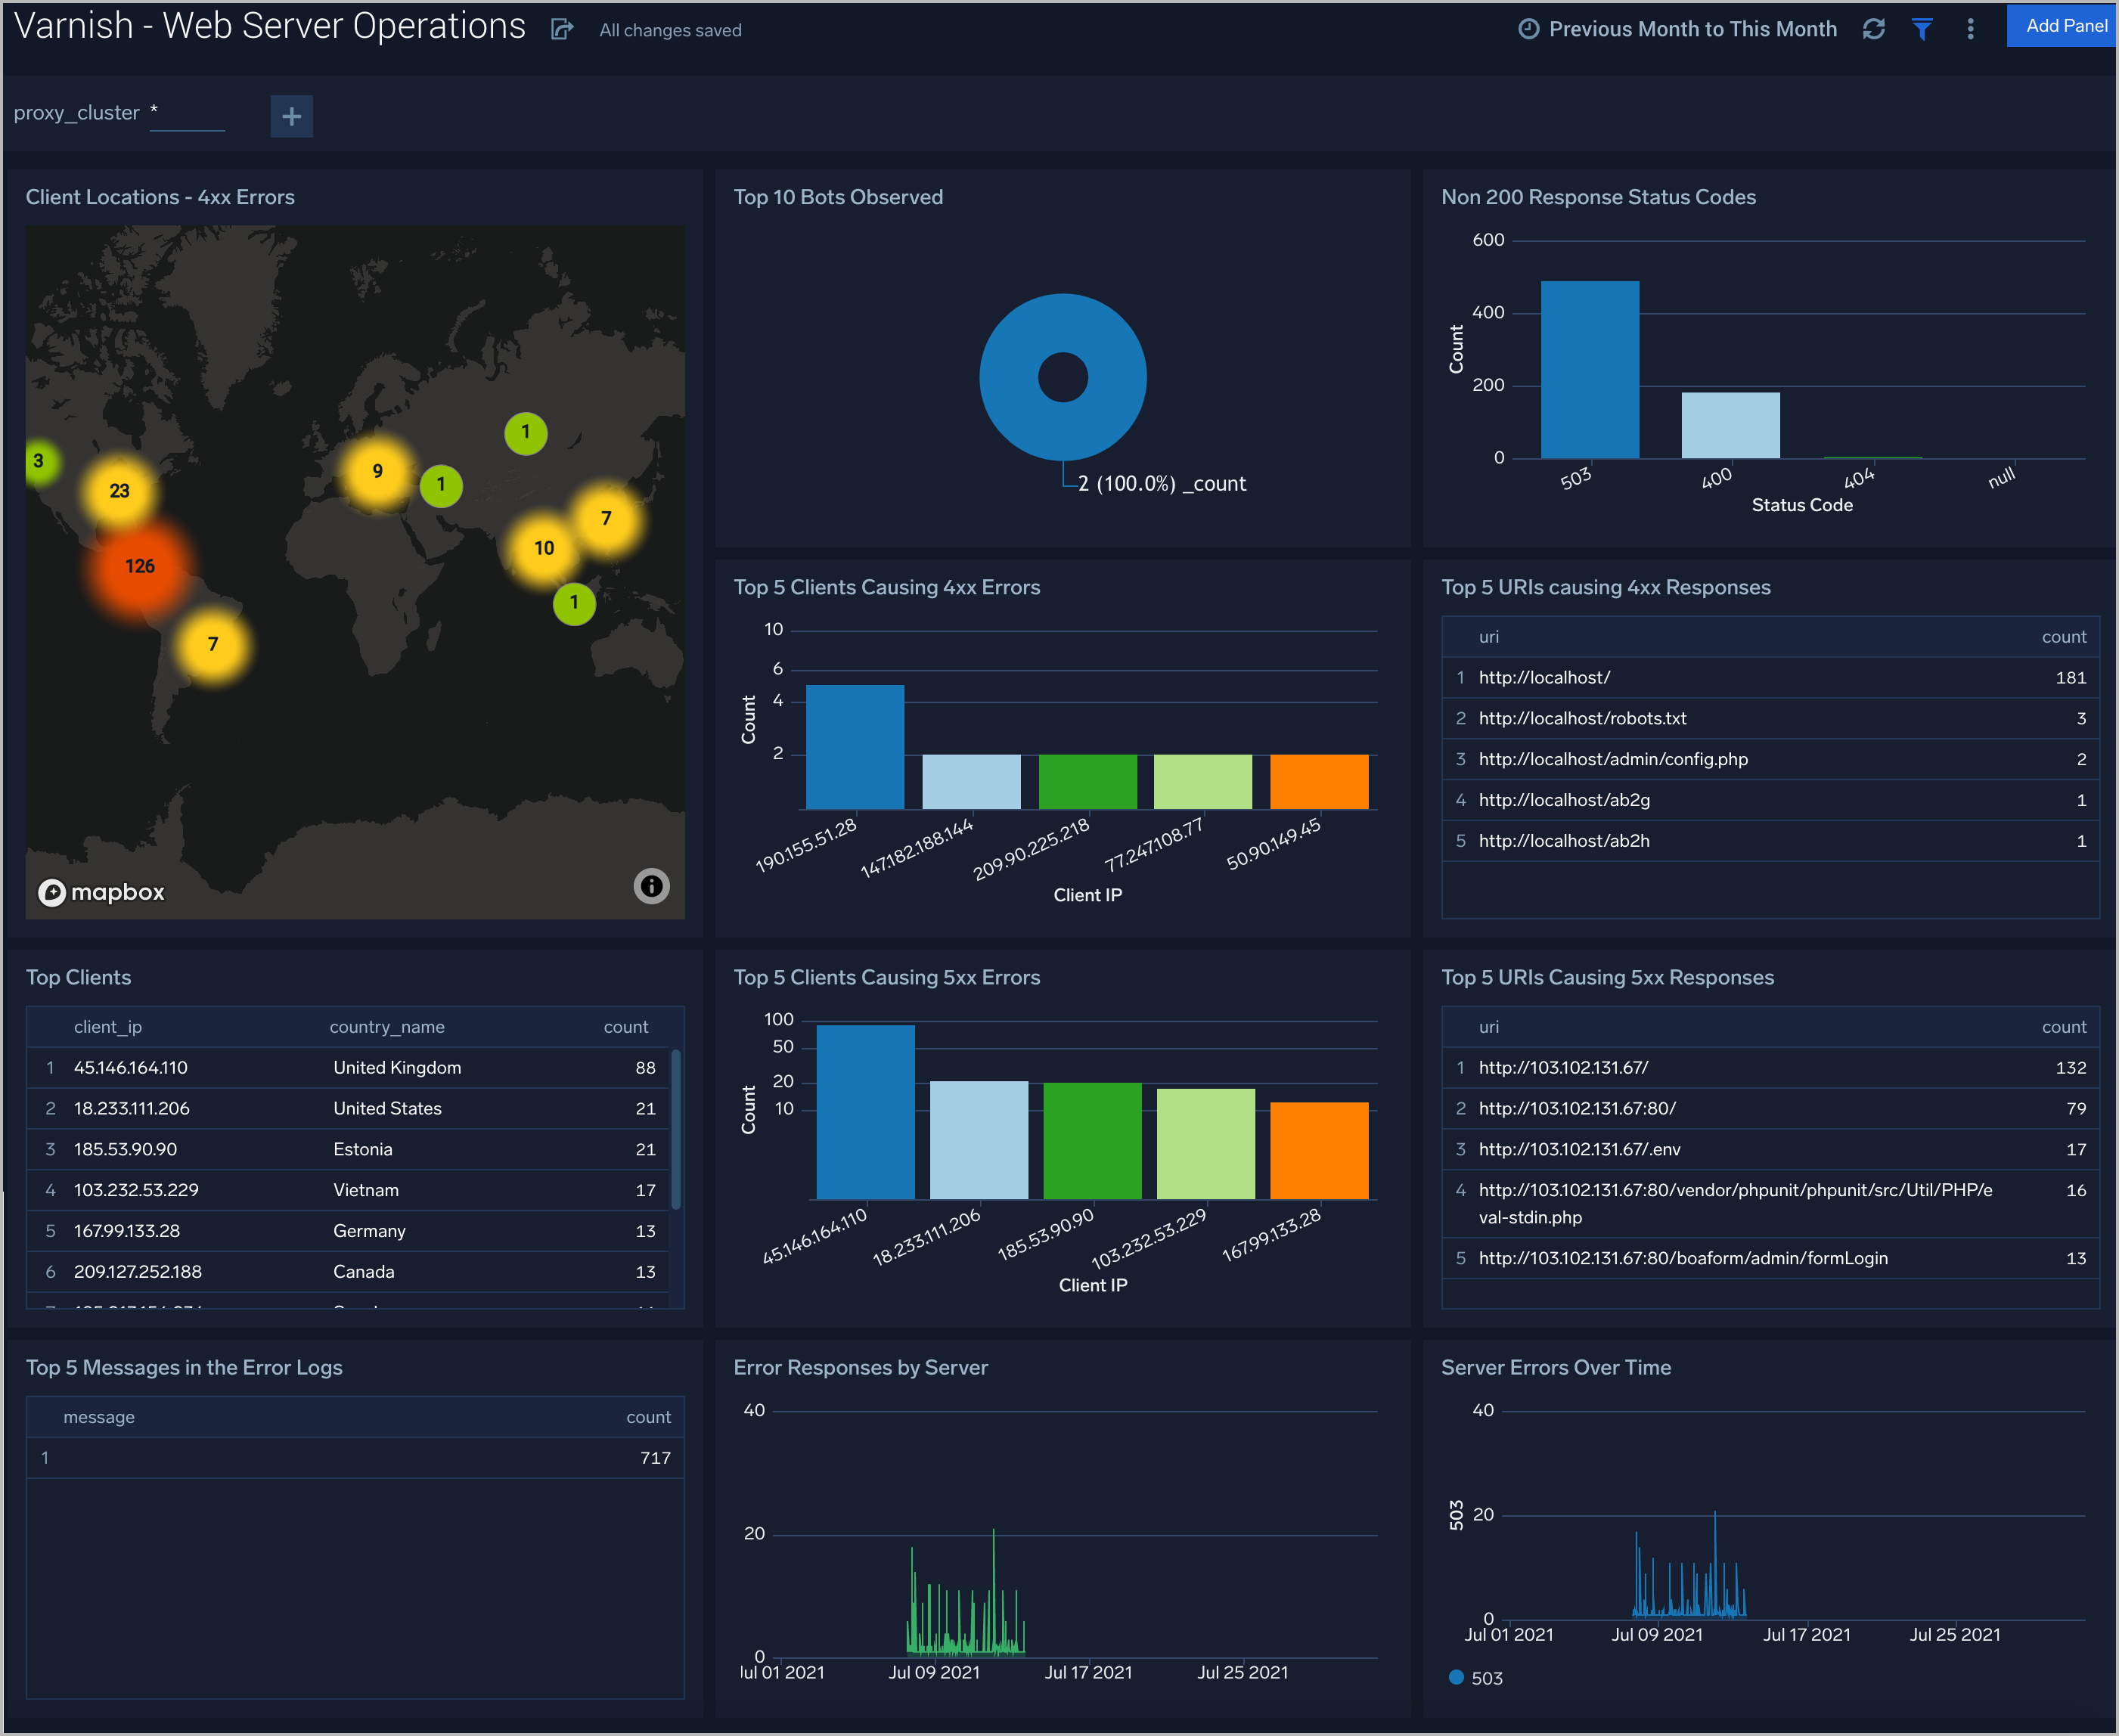 Varnish - Web Server Operations
All changes saved
Previous Month to This Month
Add Panel
proxy_cluster *
Client Locations - 4xx Errors
3
23
126
7
9
1
1
10
7
1
mapbox
Top 10 Bots Observed
2 (100.0%) _count
Non 200 Response Status Codes
600
400
200
0
Count
503
400
404
null
Status Code
Top 5 Clients Causing 4xx Errors
10
6
4
2
Count
190.155.51.28
147.182.188.144
209.90.225.218
77.247.108.77
50.90.149.45
Client IP
Top 5 URIs causing 4xx Responses
uri count
1 http://localhost/ 181
2 http://localhost/robots.txt 3
3 http://localhost/admin/config.php 2
4 http://localhost/ab2g 1
5 http://localhost/ab2h 1
Top Clients
client_ip country_name count
1 45.146.164.110 United Kingdom 88
2 18.233.111.206 United States 21
3 185.53.90.90 Estonia 21
4 103.232.53.229 Vietnam 17
5 167.99.133.28 Germany 13
6 209.127.252.188 Canada 13
Top 5 Clients Causing 5xx Errors
100
50
20
10
Count
45.146.164.110
18.233.111.206
185.53.90.90
103.232.53.229
167.99.133.28
Client IP
Top 5 URIs Causing 5xx Responses
uri count
1 http://103.102.131.67/ 132
2 http://103.102.131.67:80/ 79
3 http://103.102.131.67/.env 17
4 http://103.102.131.67:80/vendor/phpunit/phpunit/src/Util/PHP/e 16
val-stdin.php
5 http://103.102.131.67:80/boaform/admin/formLogin 13
Top 5 Messages in the Error Logs
message count
1 717
Error Responses by Server
40
20
0
Jul 01 2021
Jul 09 2021
Jul 17 2021
Jul 25 2021
Server Errors Over Time
40
20
0
503
Jul 01 2021
Jul 09 2021
Jul 17 2021
Jul 25 2021
503